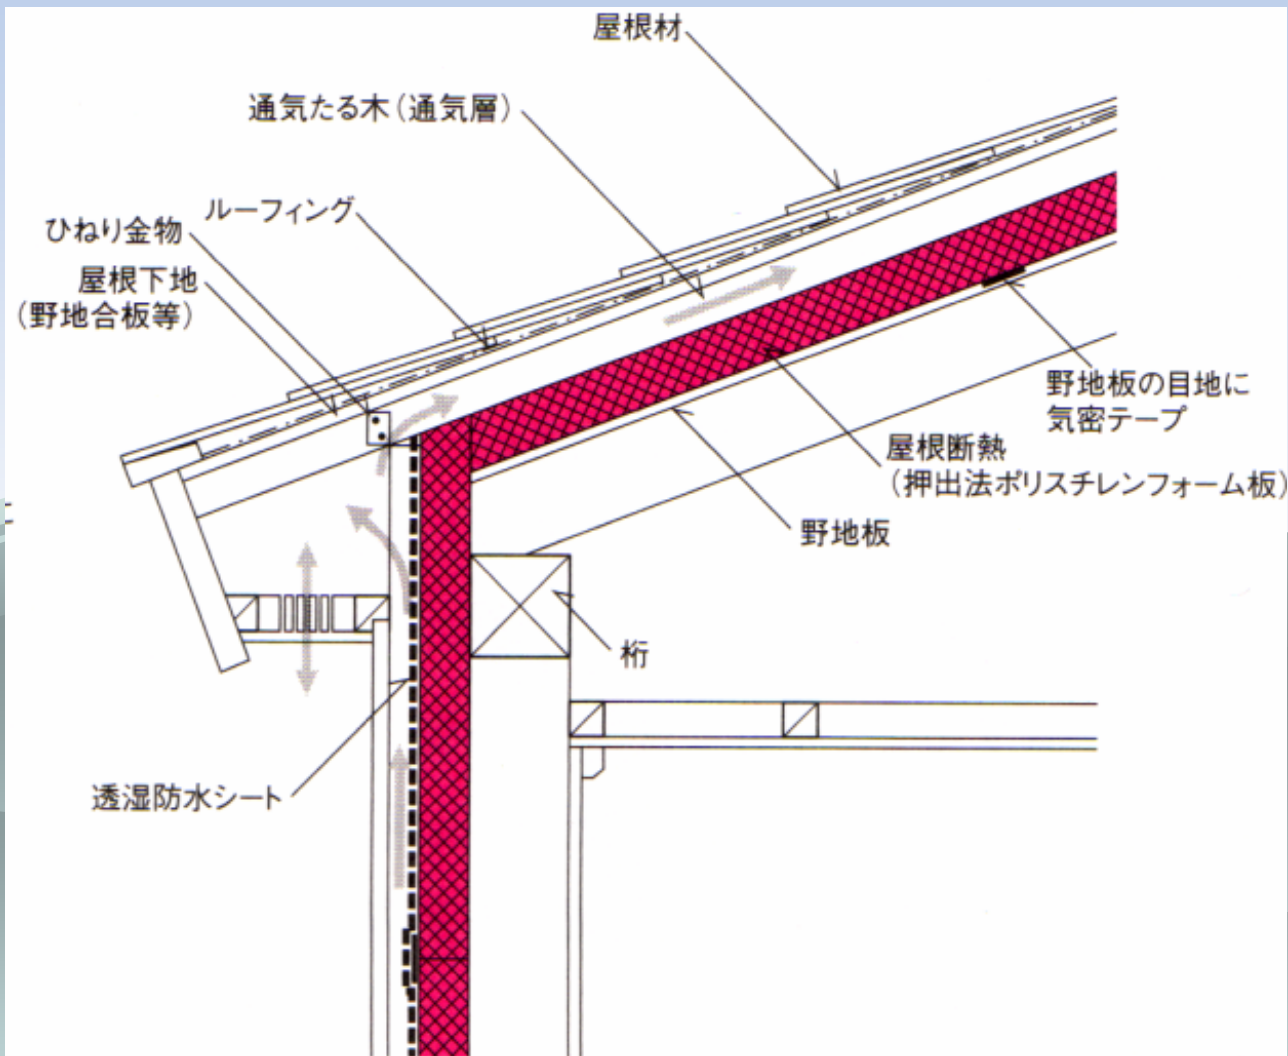 屋根材
通気たる木（通気層）
ルーフィング
ひねり金物
屋根下地
（野地合板等）
野地板の目地に
気密テープ
屋根断熱
（押出法ポリスチレンフォーム板）
野地板
桁
透湿防水シート